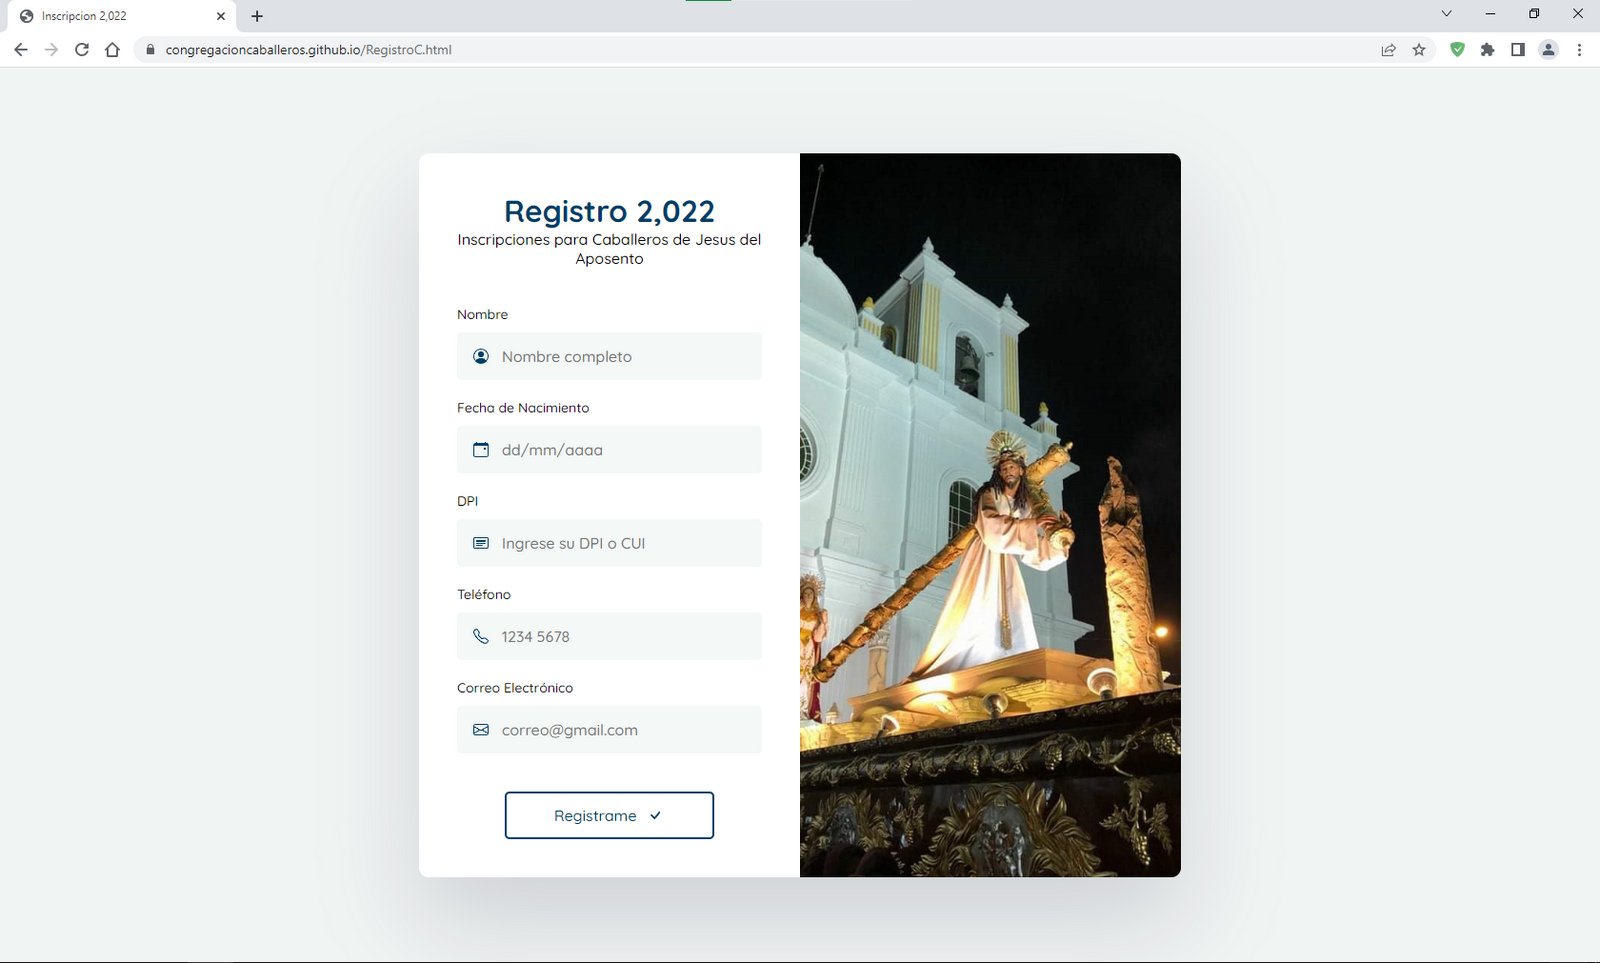 Inscripcion 2,022
congregacioncaballeros.github.io/RegistroC.html
Registro 2,022
Inscripciones para Caballeros de Jesus del
Aposento
Nombre
Nombre completo
Fecha de Nacimiento
dd/mm/aaaa
DPI
Ingrese su DPI o CUI
Teléfono
1234 5678
Correo Electrónico
correo@gmail.com
Registrame